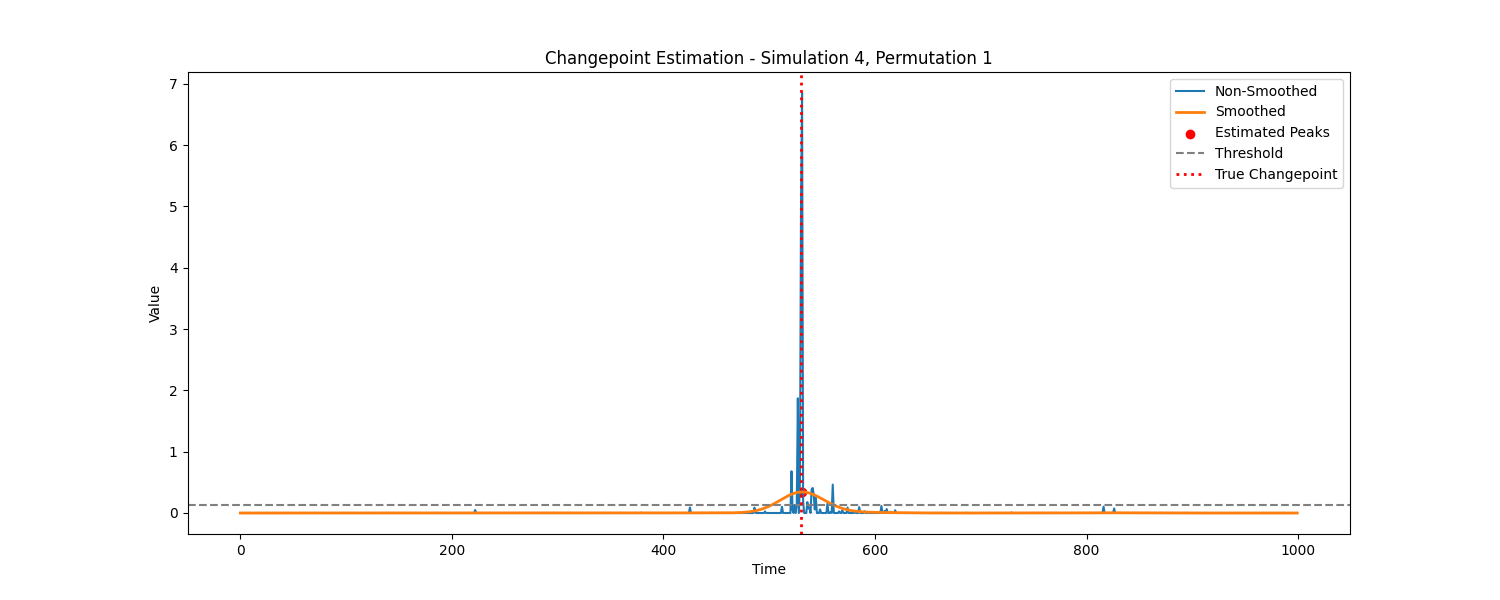 Changepoint Estimation - Simulation 4, Permutation 1
7
6
5
4
3
2
1
0
Value
Non-Smoothed
Smoothed
Estimated Peaks
Threshold
True Changepoint
0 200 400 600 800 1000
Time